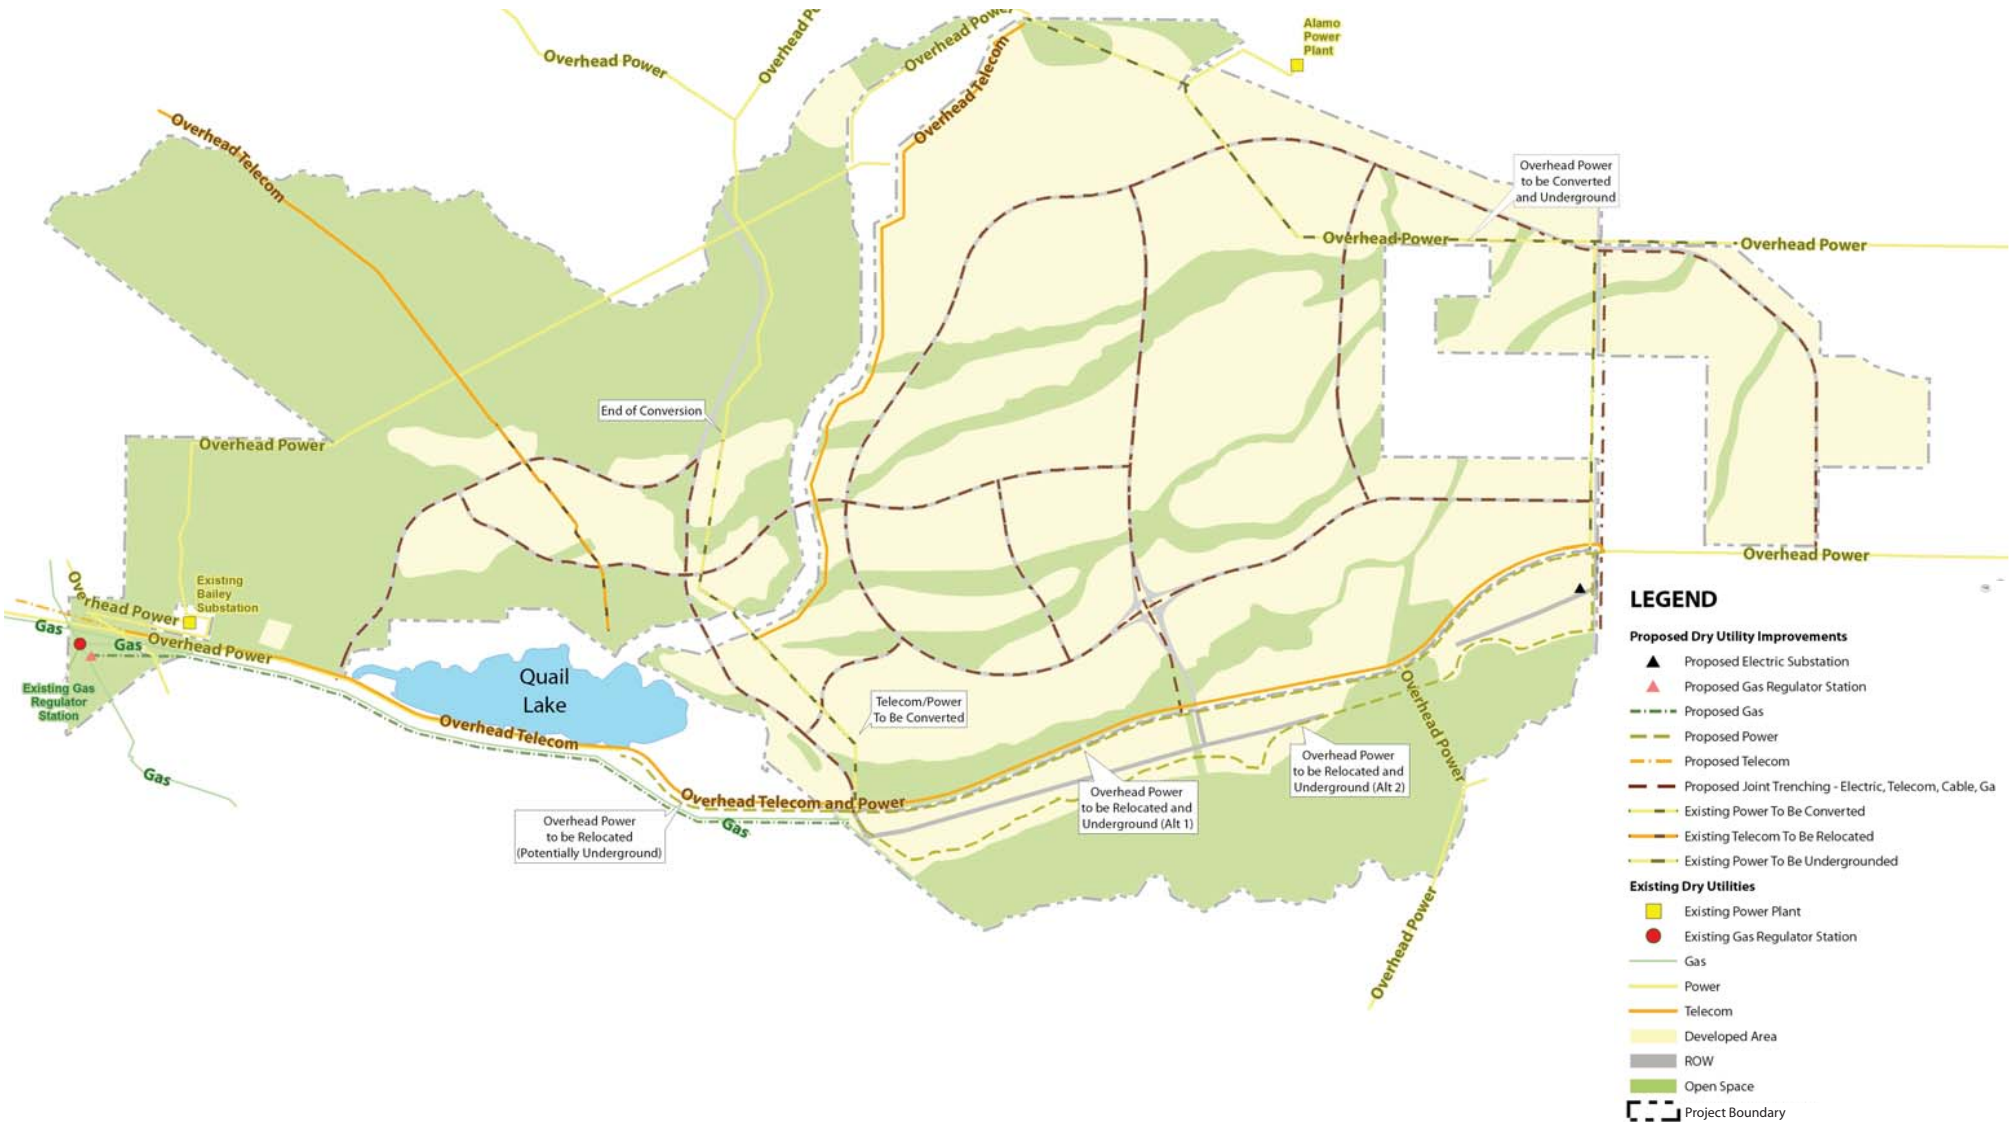 Alamo
Power
Plant
Overhead Power
Overhead Power
Overhead
Overhead Telecom
Overhead Telecom
Overhead Power
to be Converted
and Underground
Overhead Power
Overhead Power
End of Conversion
Overhead Power
Overhead Power
Existing
Bailey
Substation
Overhead Power
Gas
Gas
Overhead Power
Existing Gas
Regulator
Station
Gas
Quail
Lake
Overhead Telecom
Telecom/Power
To Be Converted
Overhead Power
Overhead Power
to be Relocated and
Underground (Alt 2)
Overhead Power
to be Relocated and
Underground (Alt 1)
Overhead Telecom and Power
Gas
Overhead Power
to be Relocated
(Potentially Underground)
Overhead Power
LEGEND
Proposed Dry Utility Improvements
Proposed Electric Substation
Proposed Gas Regulator Station
Proposed Gas
Proposed Power
Proposed Telecom
Proposed Joint Trenching - Electric, Telecom, Cable, Ga
Existing Power To Be Converted
Existing Telecom To Be Relocated
Existing Power To Be Undergrounded
Existing Dry Utilities
Existing Power Plant
Existing Gas Regulator Station
Gas
Power
Telecom
Developed Area
ROW
Open Space
Project Boundary